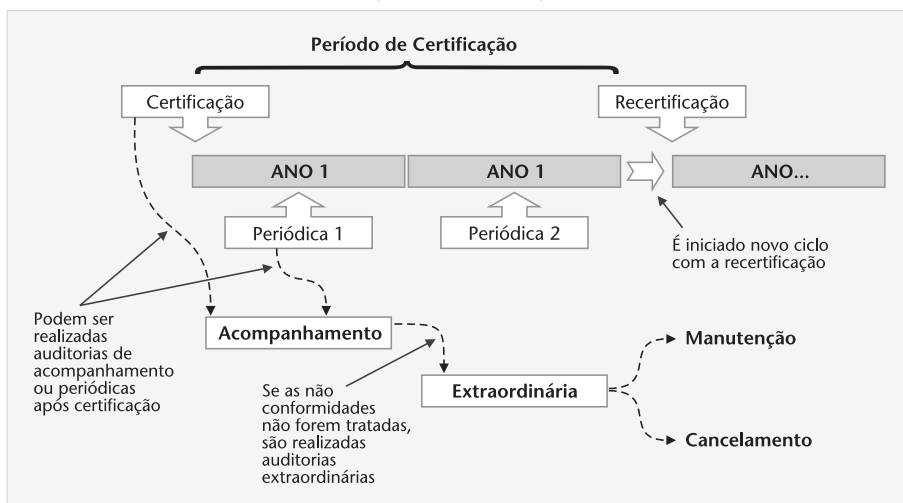 Período de Certificação
Certificação
Recertificação
ANO 1
ANO 1
ANO...
Periódica 1
Periódica 2
É iniciado novo ciclo
com a recertificação
Podem ser
realizadas
auditorias de
acompanhamento
ou periódicas
após certificação
Acompanhamento
Manutenção
Se as não
conformidades
não forem tratadas,
são realizadas
auditorias
extraordinárias
Extraordinária
Cancelamento